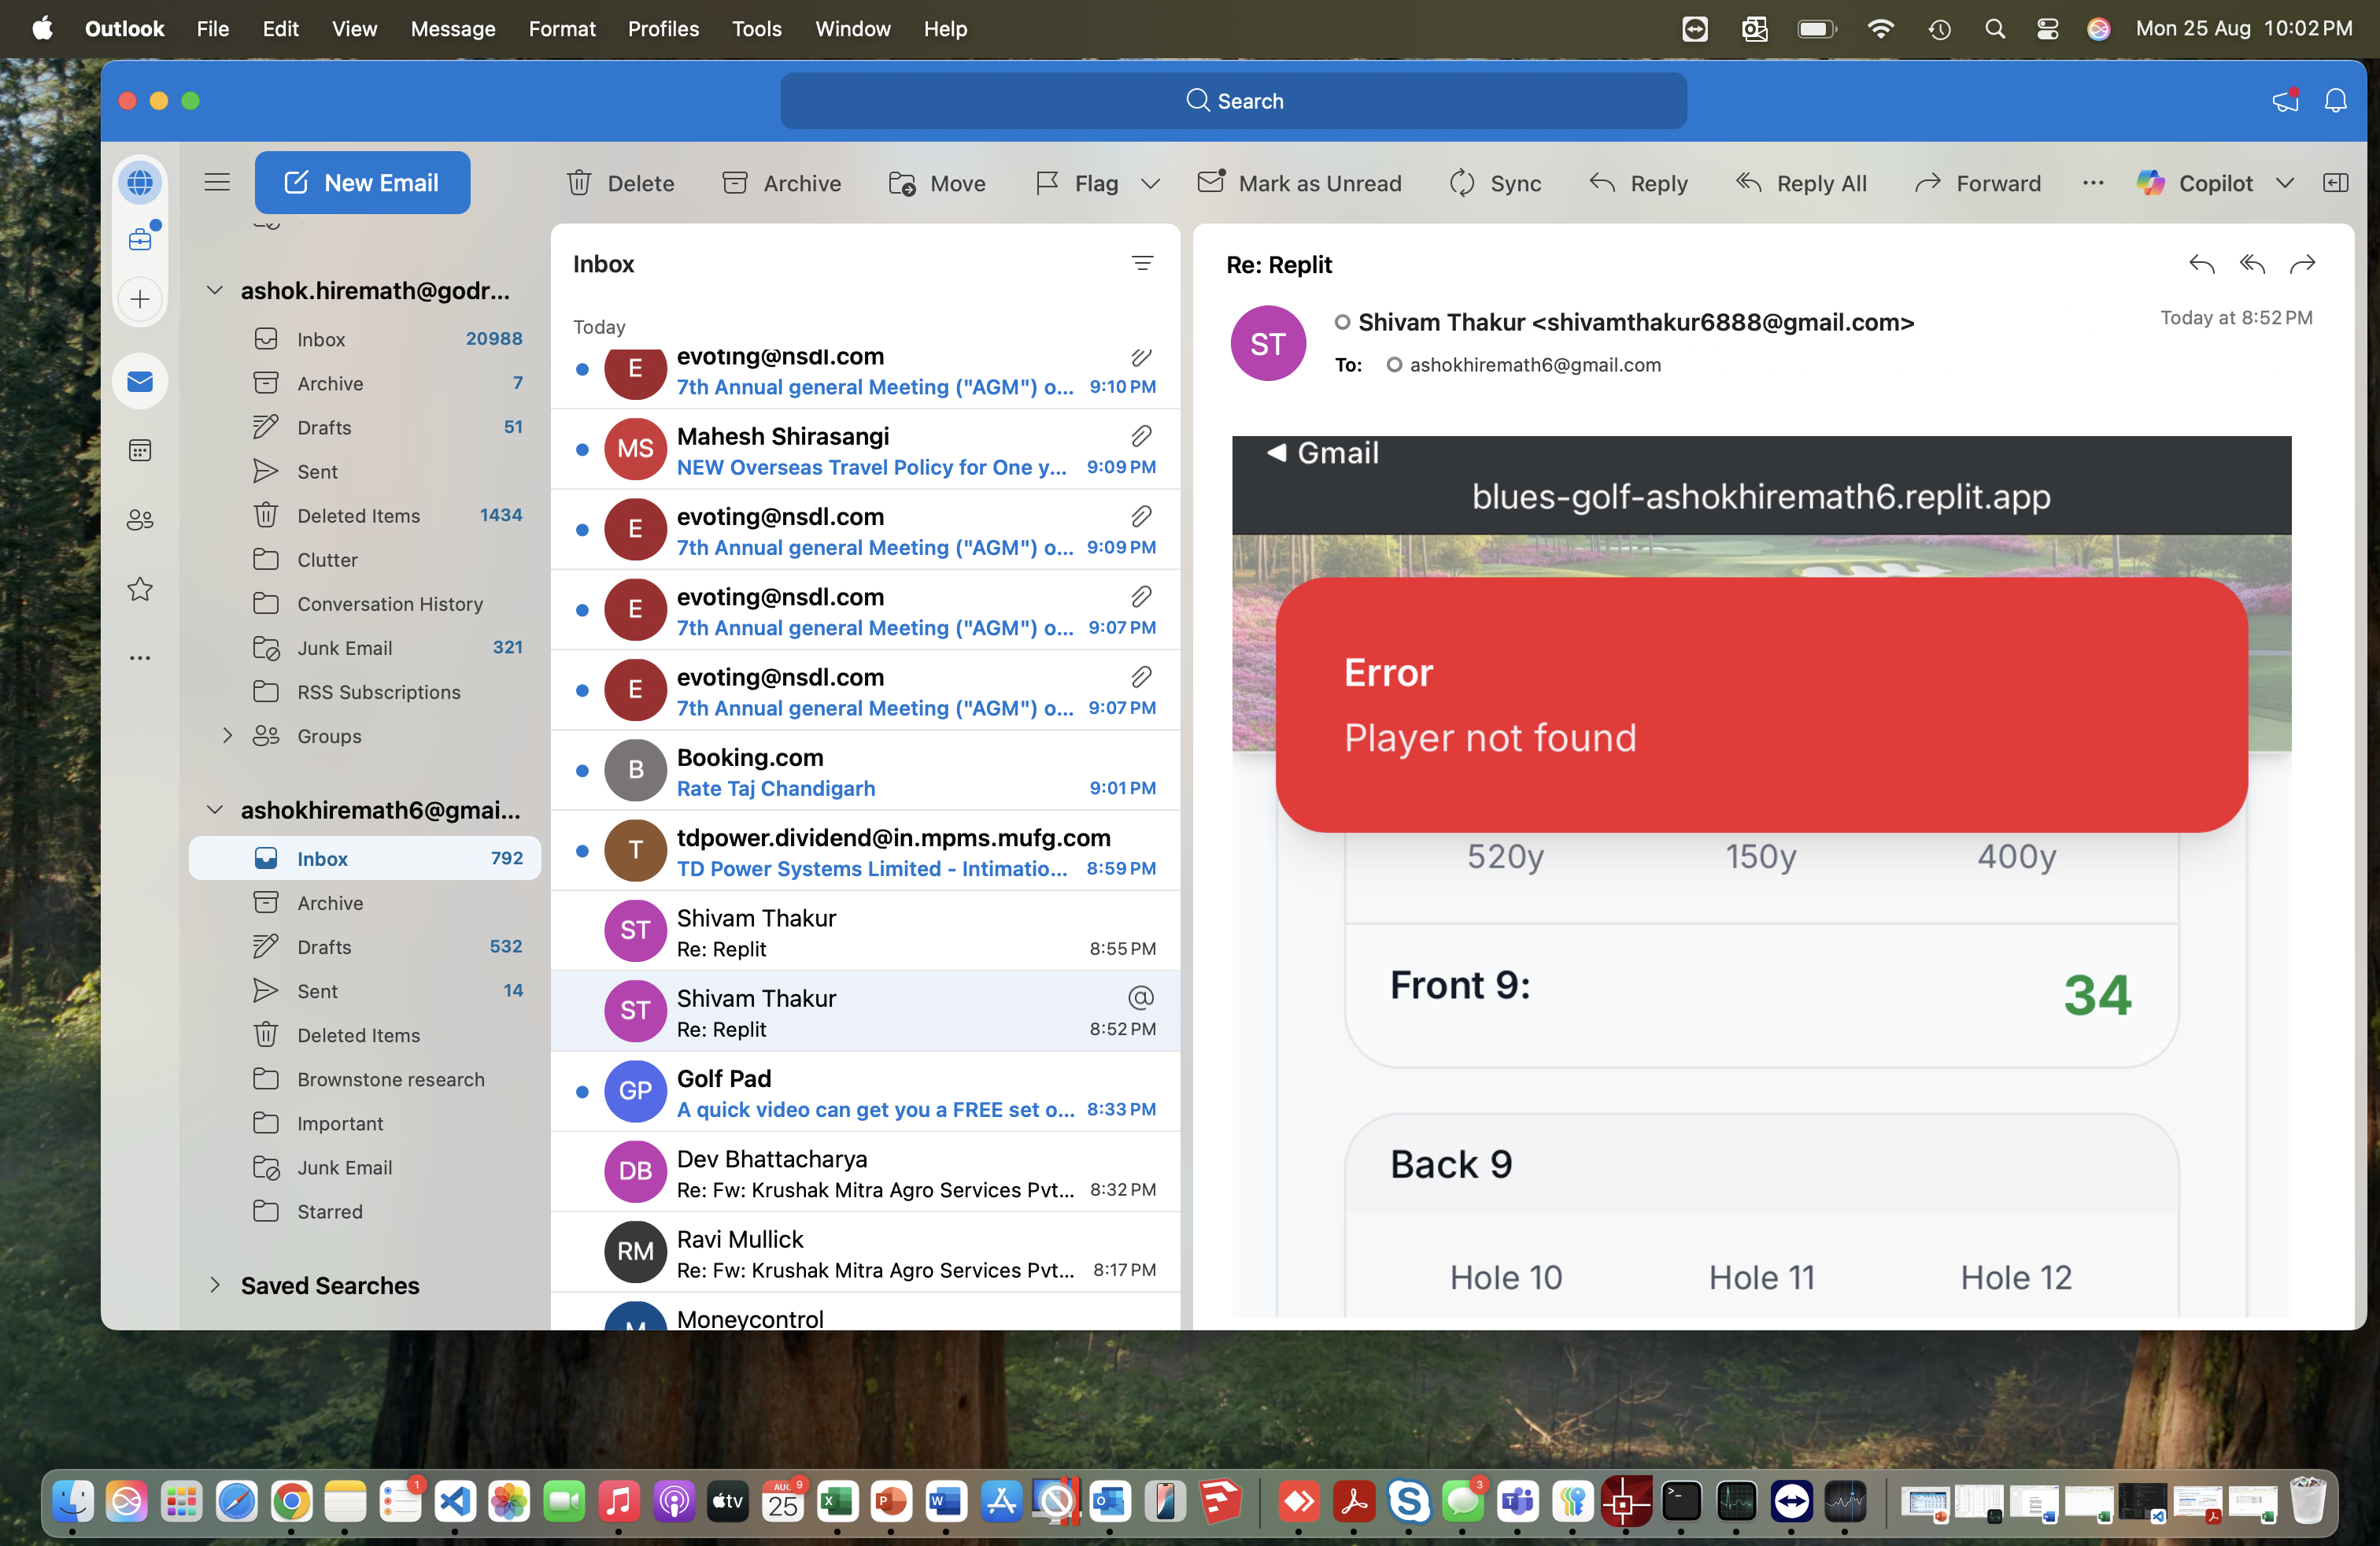 Outlook File Edit View Message Format Profiles Tools Window Help Mon 25 Aug 10:02 PM
Search
New Email Delete Archive Move Flag Mark as Unread Sync Reply Reply All Forward ... Copilot
ashok.hiremath@godr...
Inbox 20988
Archive 7
Drafts 51
Sent
Deleted Items 1434
Clutter
Conversation History
Junk Email 321
RSS Subscriptions
Groups
ashokhiremath6@gmai...
Inbox 792
Archive
Drafts 532
Sent 14
Deleted Items
Brownstone research
Important
Junk Email
Starred
Saved Searches
Inbox
Today
E evoting@nsdl.com
7th Annual general Meeting ("AGM") o... 9:10 PM
MS Mahesh Shirasangi
NEW Overseas Travel Policy for One y... 9:09 PM
E evoting@nsdl.com
7th Annual general Meeting ("AGM") o... 9:09 PM
E evoting@nsdl.com
7th Annual general Meeting ("AGM") o... 9:07 PM
E evoting@nsdl.com
7th Annual general Meeting ("AGM") o... 9:07 PM
B Booking.com
Rate Taj Chandigarh 9:01 PM
T tdpower.dividend@in.mpms.mufg.com
TD Power Systems Limited - Intimatio... 8:59 PM
ST Shivam Thakur
Re: Replit 8:55 PM
ST Shivam Thakur @
Re: Replit 8:52 PM
GP Golf Pad
A quick video can get you a FREE set o... 8:33 PM
DB Dev Bhattacharya
Re: Fw: Krushak Mitra Agro Services Pvt... 8:32 PM
RM Ravi Mullick
Re: Fw: Krushak Mitra Agro Services Pvt... 8:17 PM
M Moneycontrol
Re: Replit
ST Shivam Thakur <shivamthakur6888@gmail.com> Today at 8:52 PM
To: ashokhiremath6@gmail.com
Gmail
blues-golf-ashokhiremath6.replit.app
Error
Player not found
520y 150y 400y
Front 9: 34
Back 9
Hole 10 Hole 11 Hole 12
1 tv AUG 25 9 X P W O S 3 T